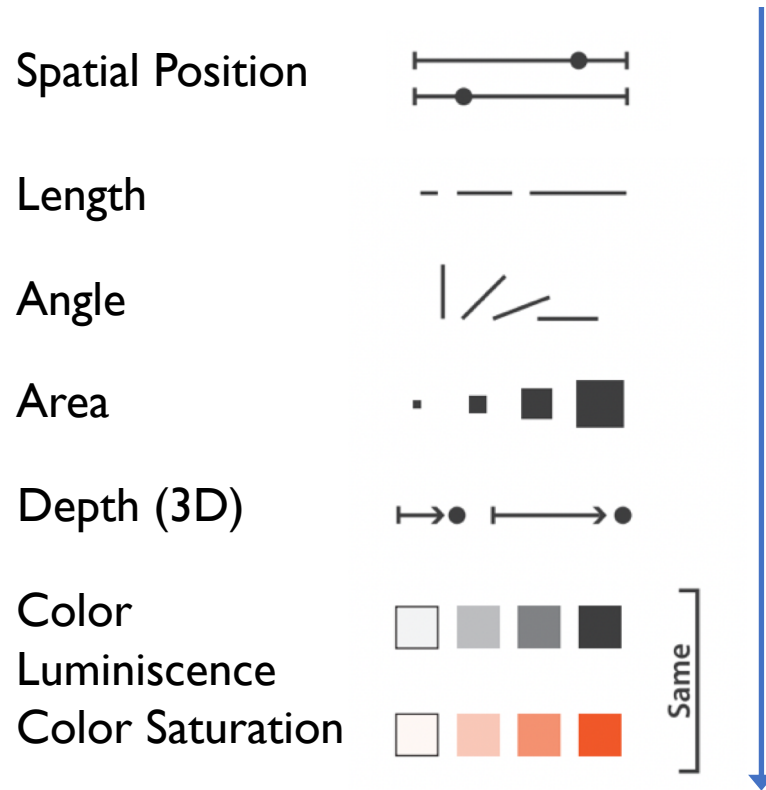 Spatial Position
Length
Angle
Area
Depth (3D)
Color
Luminiscence
Color Saturation
Same